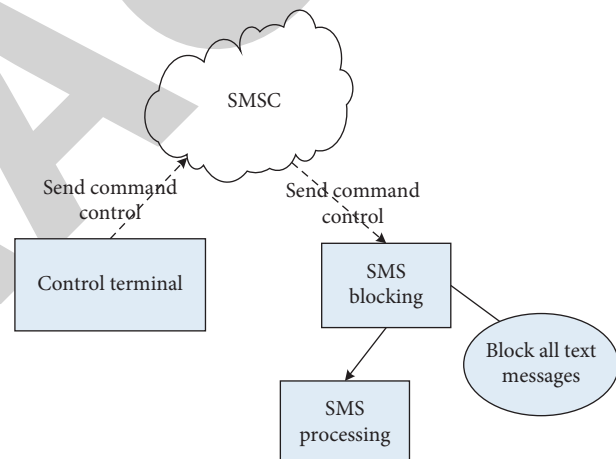 SMSC
Send command
control
Send command
control
Control terminal
SMS
blocking
Block all text
messages
SMS
processing